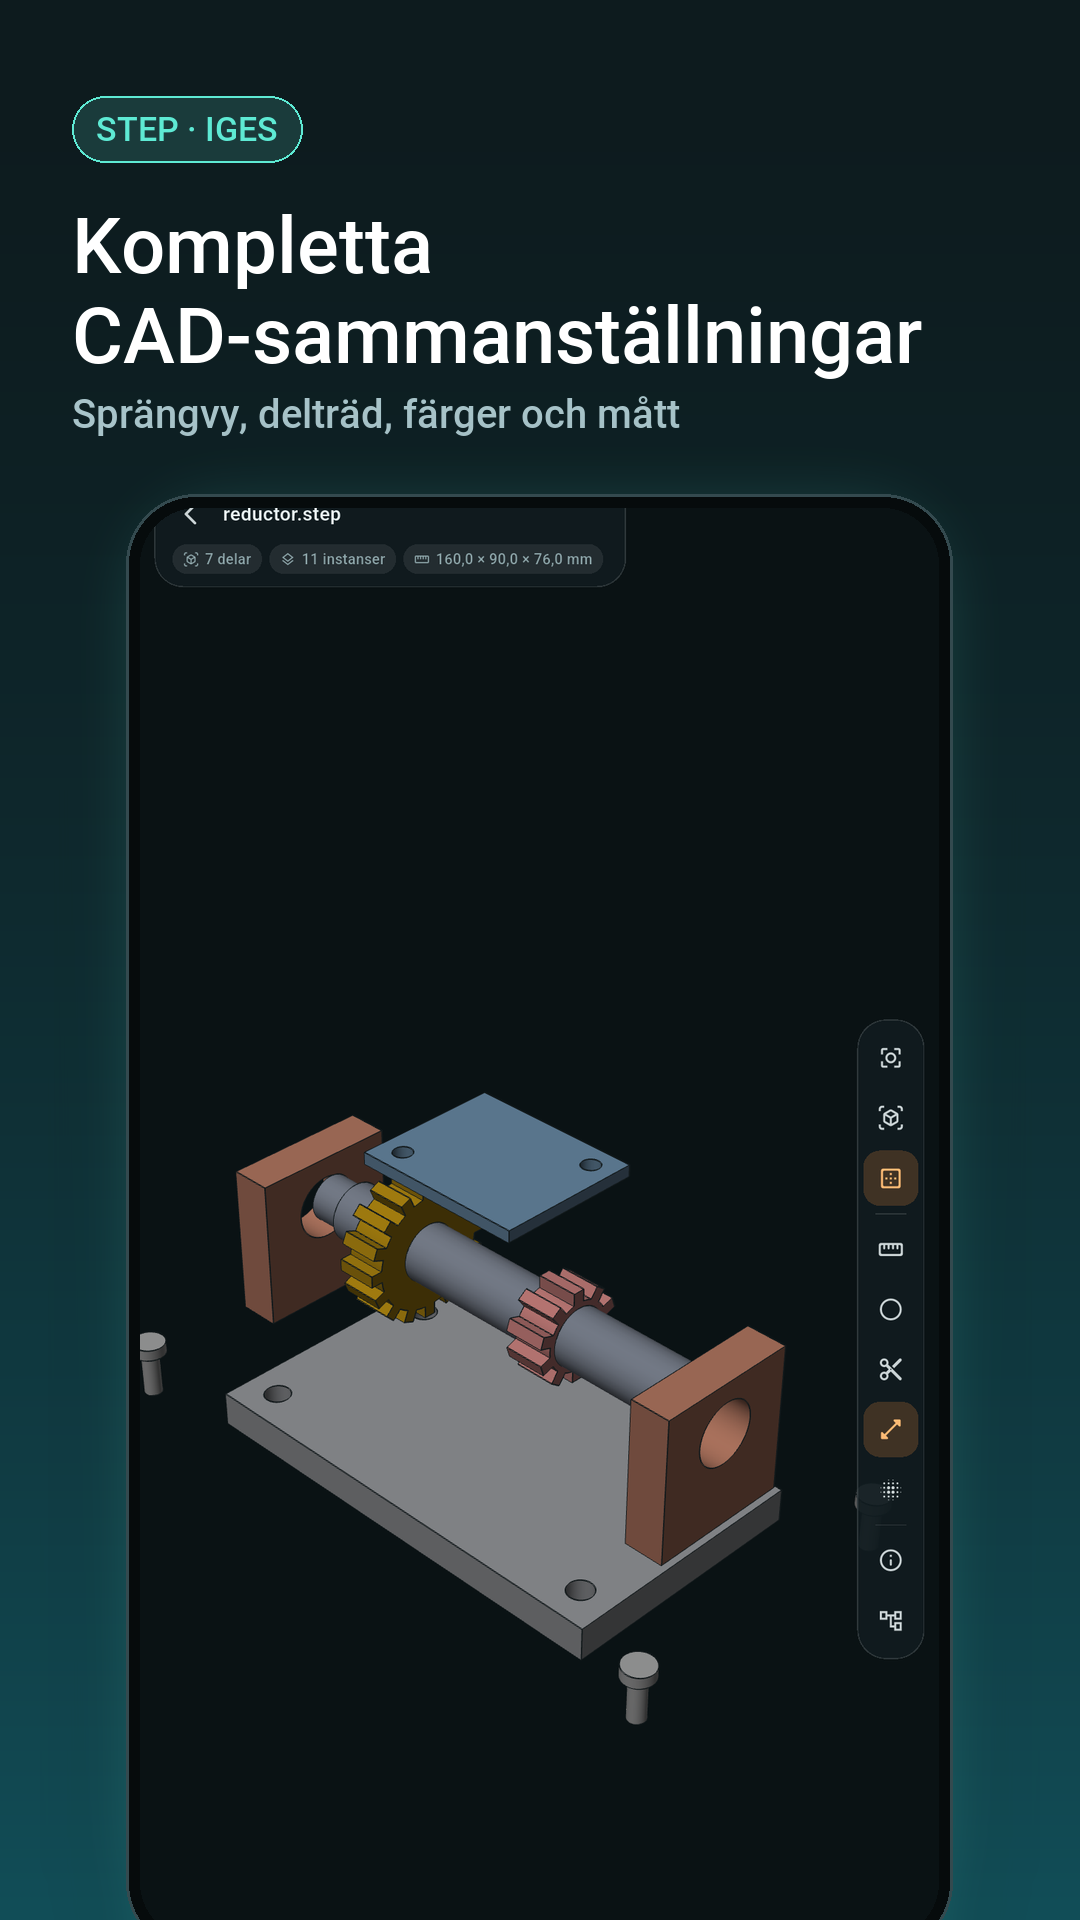 STEP · IGES
Kompletta
CAD-sammanställningar
Sprängvy, delträd, färger och mått
reductor.step
7 delar
11 instanser
160,0 × 90,0 × 76,0 mm